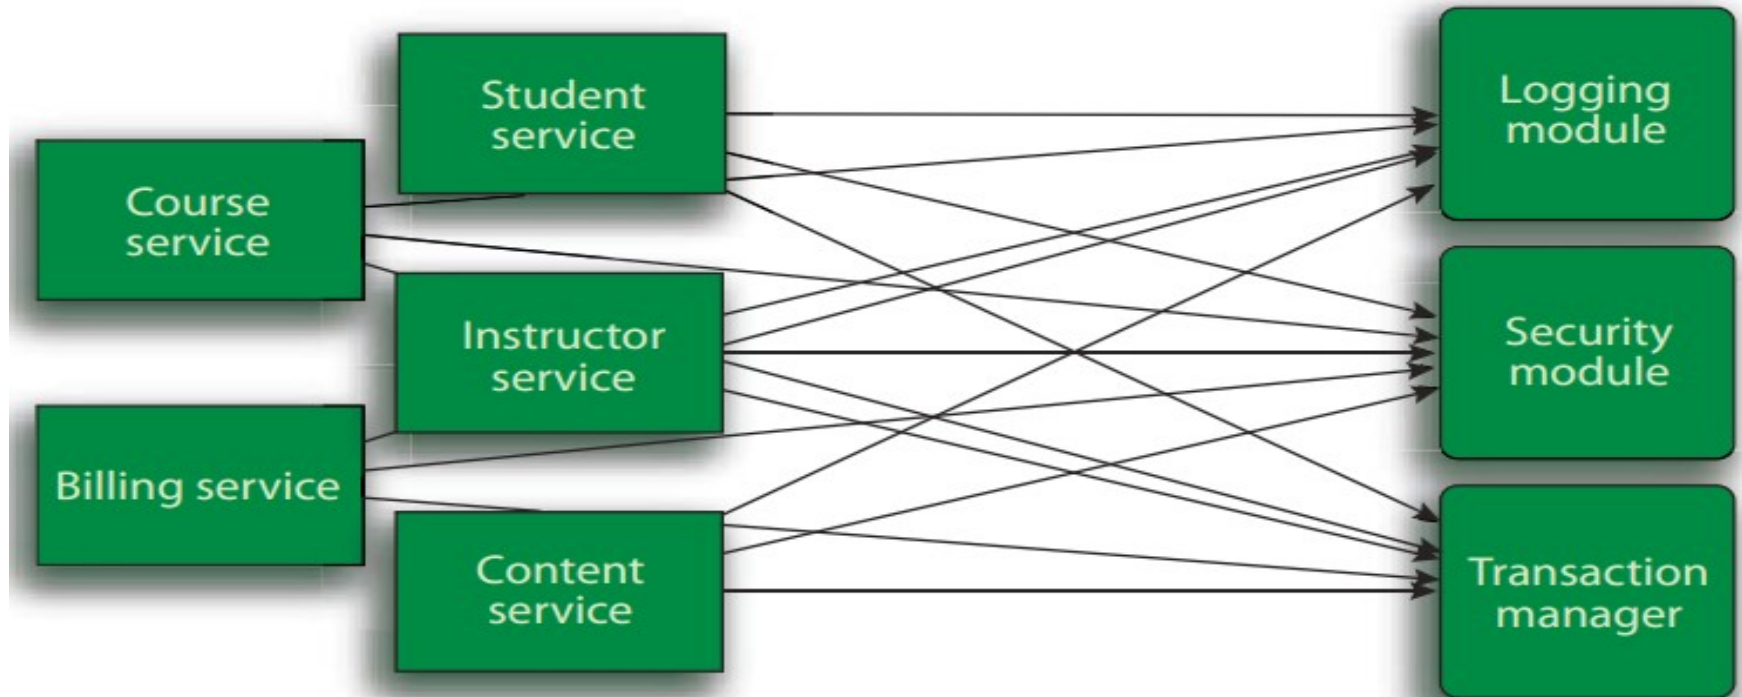 Student
service
Logging
module
Course
service
Instructor
service
Security
module
Billing service
Content
service
Transaction
manager